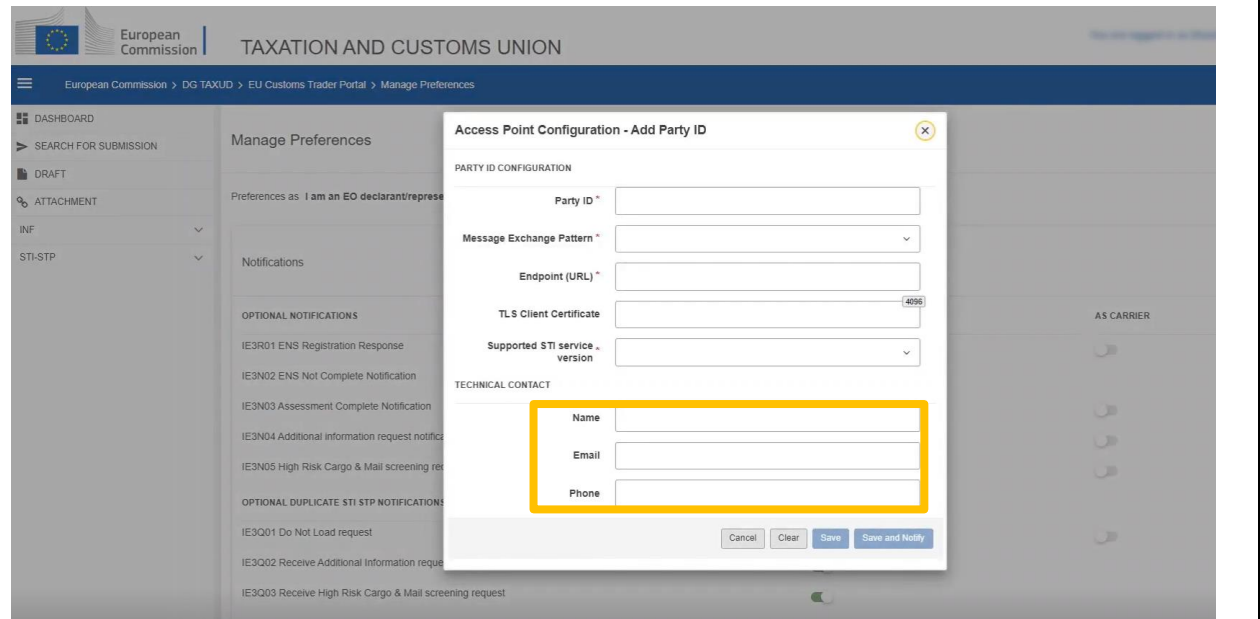 European
Commission
TAXATION AND CUSTOMS UNION
European Commission > DG TAXUD > EU Customs Trader Portal > Manage Preferences
DASHBOARD
SEARCH FOR SUBMISSION
DRAFT
ATTACHMENT
INF
STI-STP
Manage Preferences
Preferences as I am an EO declarant/represe
Notifications
OPTIONAL NOTIFICATIONS
AS CARRIER
IE3R01 ENS Registration Response
IE3N02 ENS Not Complete Notification
IE3N03 Assessment Complete Notification
IE3N04 Additional information request notifica
IE3N05 High Risk Cargo & Mail screening req
OPTIONAL DUPLICATE STI STP NOTIFICATIONS
IE3Q01 Do Not Load request
IE3Q02 Receive Additional Information reque
IE3Q03 Receive High Risk Cargo & Mail screening request
Access Point Configuration - Add Party ID
PARTY ID CONFIGURATION
Party ID *
Message Exchange Pattern *
Endpoint (URL) *
4096
TLS Client Certificate
Supported STI service *
version
TECHNICAL CONTACT
Name
Email
Phone
Cancel Clear Save Save and Notify